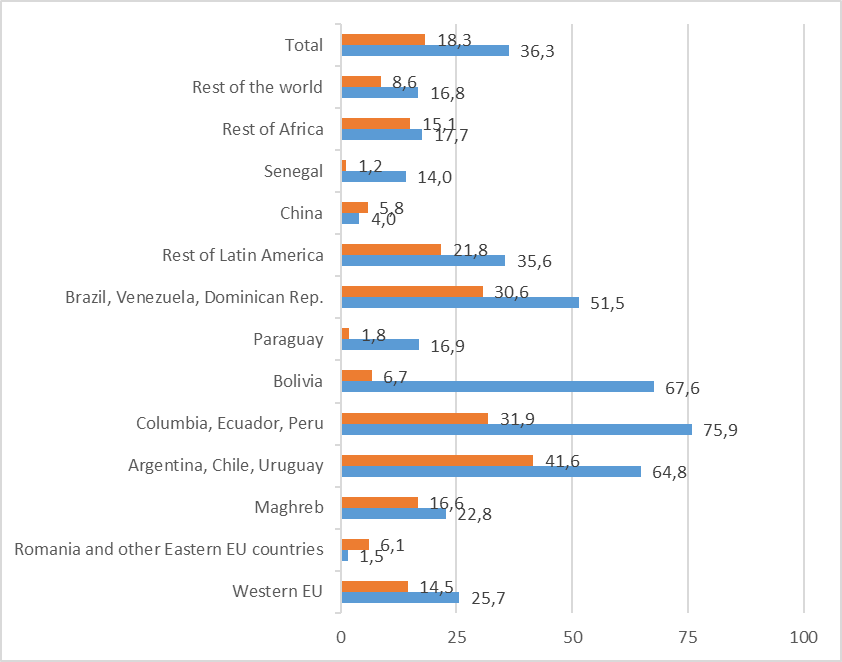 Total 18,3 36,3
Rest of the world 8,6 16,8
Rest of Africa 15,1 17,7
Senegal 1,2 14,0
China 5,8 4,0
Rest of Latin America 21,8 35,6
Brazil, Venezuela, Dominican Rep. 30,6 51,5
Paraguay 1,8 16,9
Bolivia 6,7 67,6
Columbia, Ecuador, Peru 31,9 75,9
Argentina, Chile, Uruguay 41,6 64,8
Maghreb 16,6 22,8
Romania and other Eastern EU countries 6,1 1,5
Western EU 14,5 25,7
0 25 50 75 100